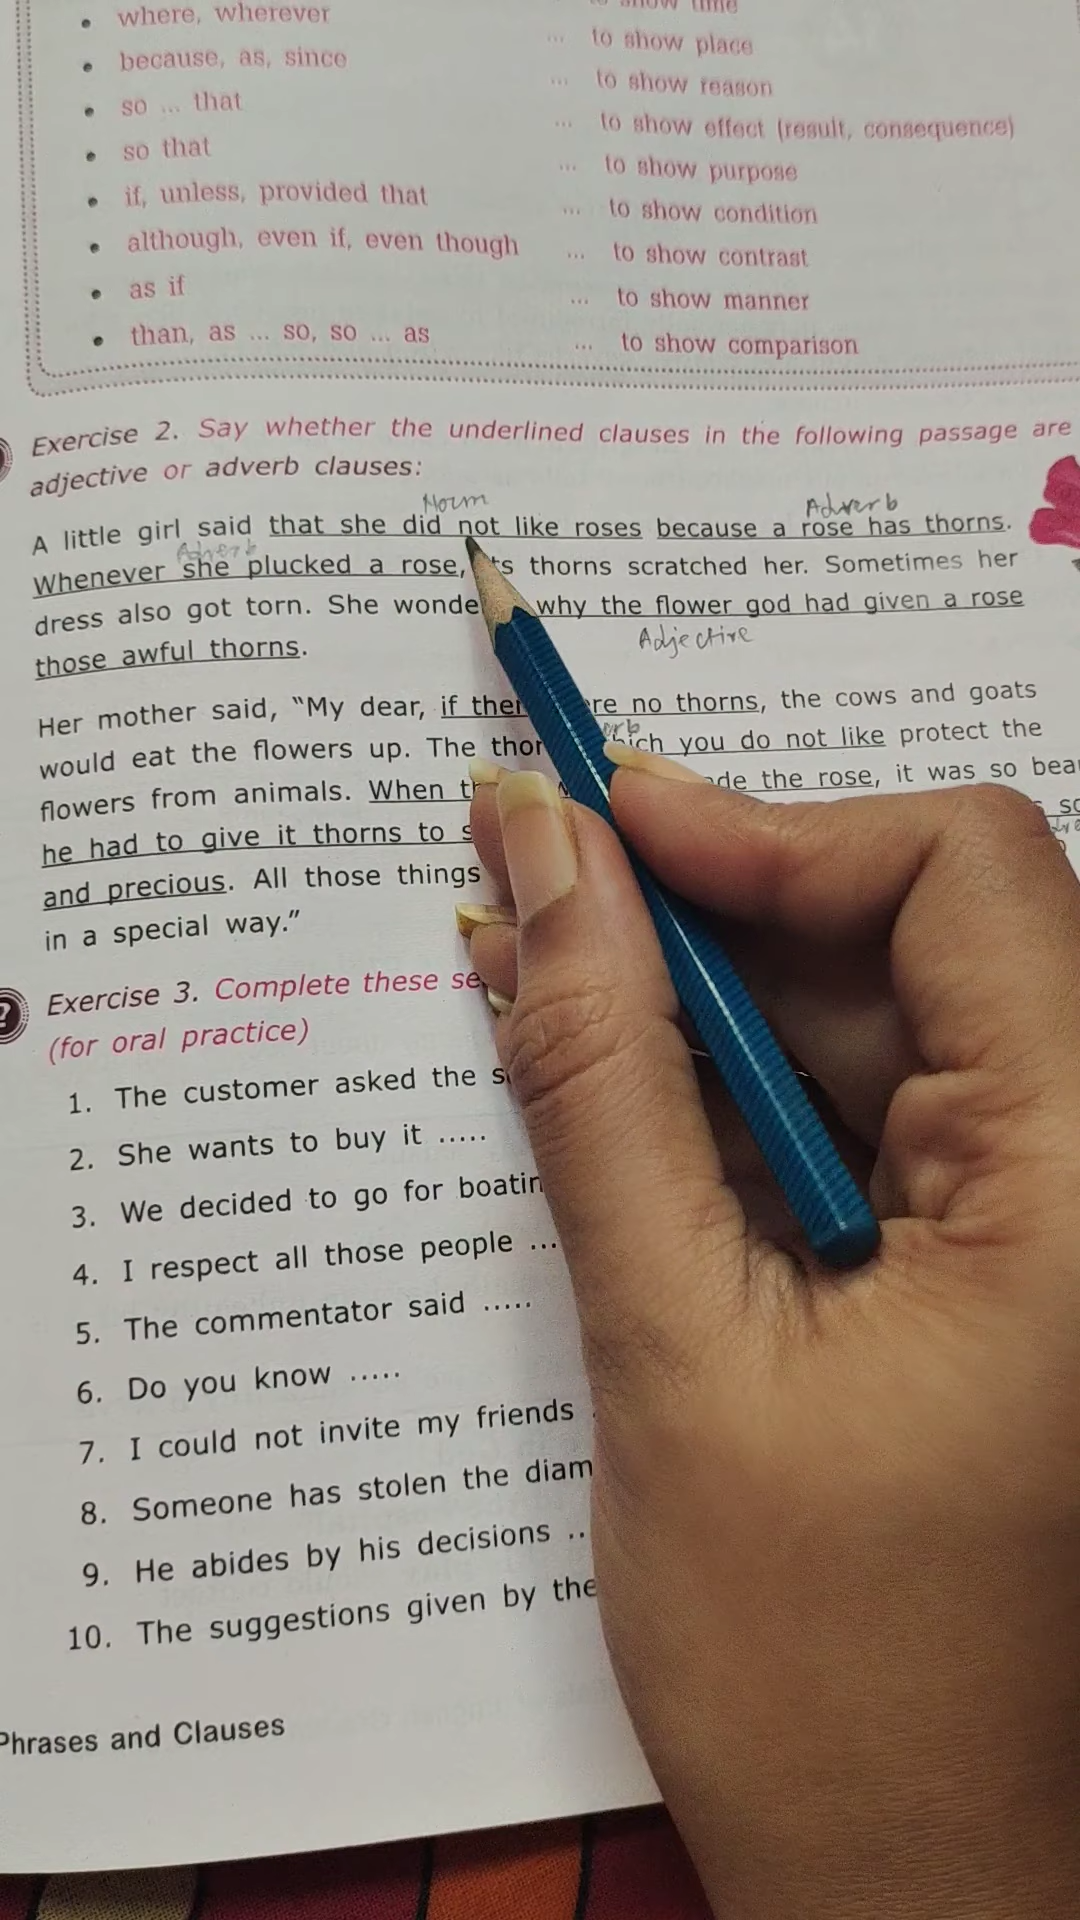 where, wherever ... to show place
because, as, since ... to show reason
so ... that ... to show effect (result, consequence)
so that ... to show purpose
if, unless, provided that ... to show condition
although, even if, even though ... to show contrast
as if ... to show manner
than, as ... so, so ... as ... to show comparison
Exercise 2. Say whether the underlined clauses in the following passage are
adjective or adverb clauses:
Noun Adverb
A little girl said that she did not like roses because a rose has thorns.
Adverb
Whenever she plucked a rose, thorns scratched her. Sometimes her
dress also got torn. She why the flower god had given a rose
Adjective
those awful thorns.
Her mother said, “My dear, if no thorns, the cows and goats
would eat the flowers up. The you do not like protect the
flowers from animals. When the rose, it was so
he had to give it thorns to
and precious. All those things
in a special way.”
Exercise 3. Complete these
(for oral practice)
1. The customer asked the
2. She wants to buy it .....
3. We decided to go for
4. I respect all those people ...
5. The commentator said .....
6. Do you know .....
7. I could not invite my friends
8. Someone has stolen the
9. He abides by his decisions ..
10. The suggestions given by the
Phrases and Clauses